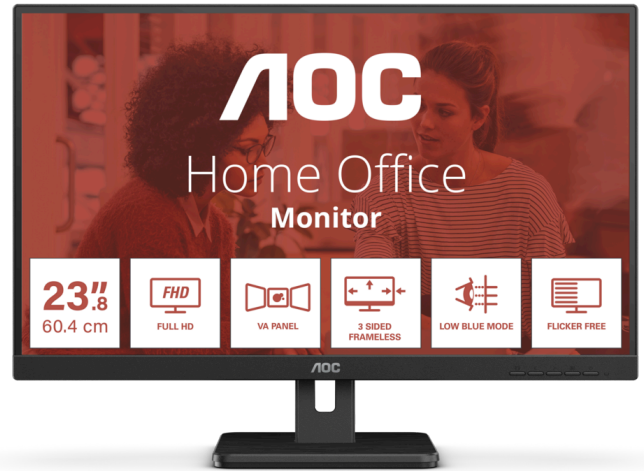 AOC
Home Office
Monitor
23".8
60.4 cm
FHD
FULL HD
VA PANEL
3 SIDED
FRAMELESS
LOW BLUE MODE
FLICKER FREE
AOC